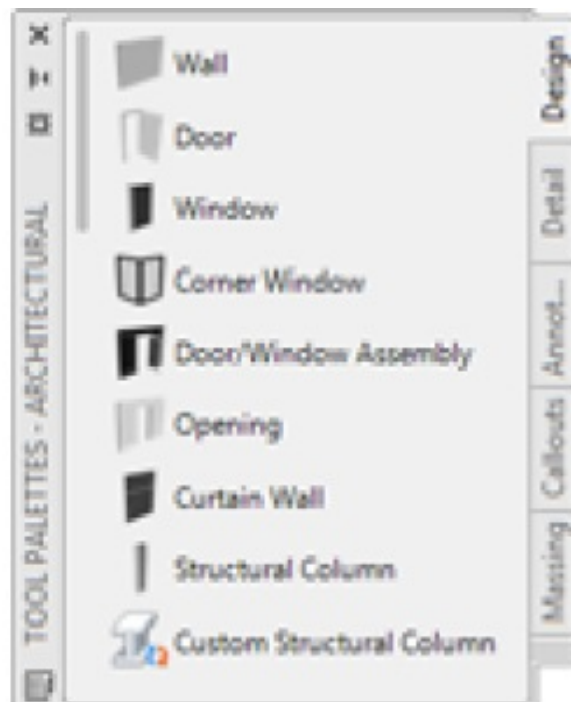 Wall
Door
Window
Corner Window
Door/Window Assembly
Opening
Curtain Wall
Structural Column
Custom Structural Column
TOOL PALETTES - ARCHITECTURAL
Design
Detail
Annot...
Callouts
Massing